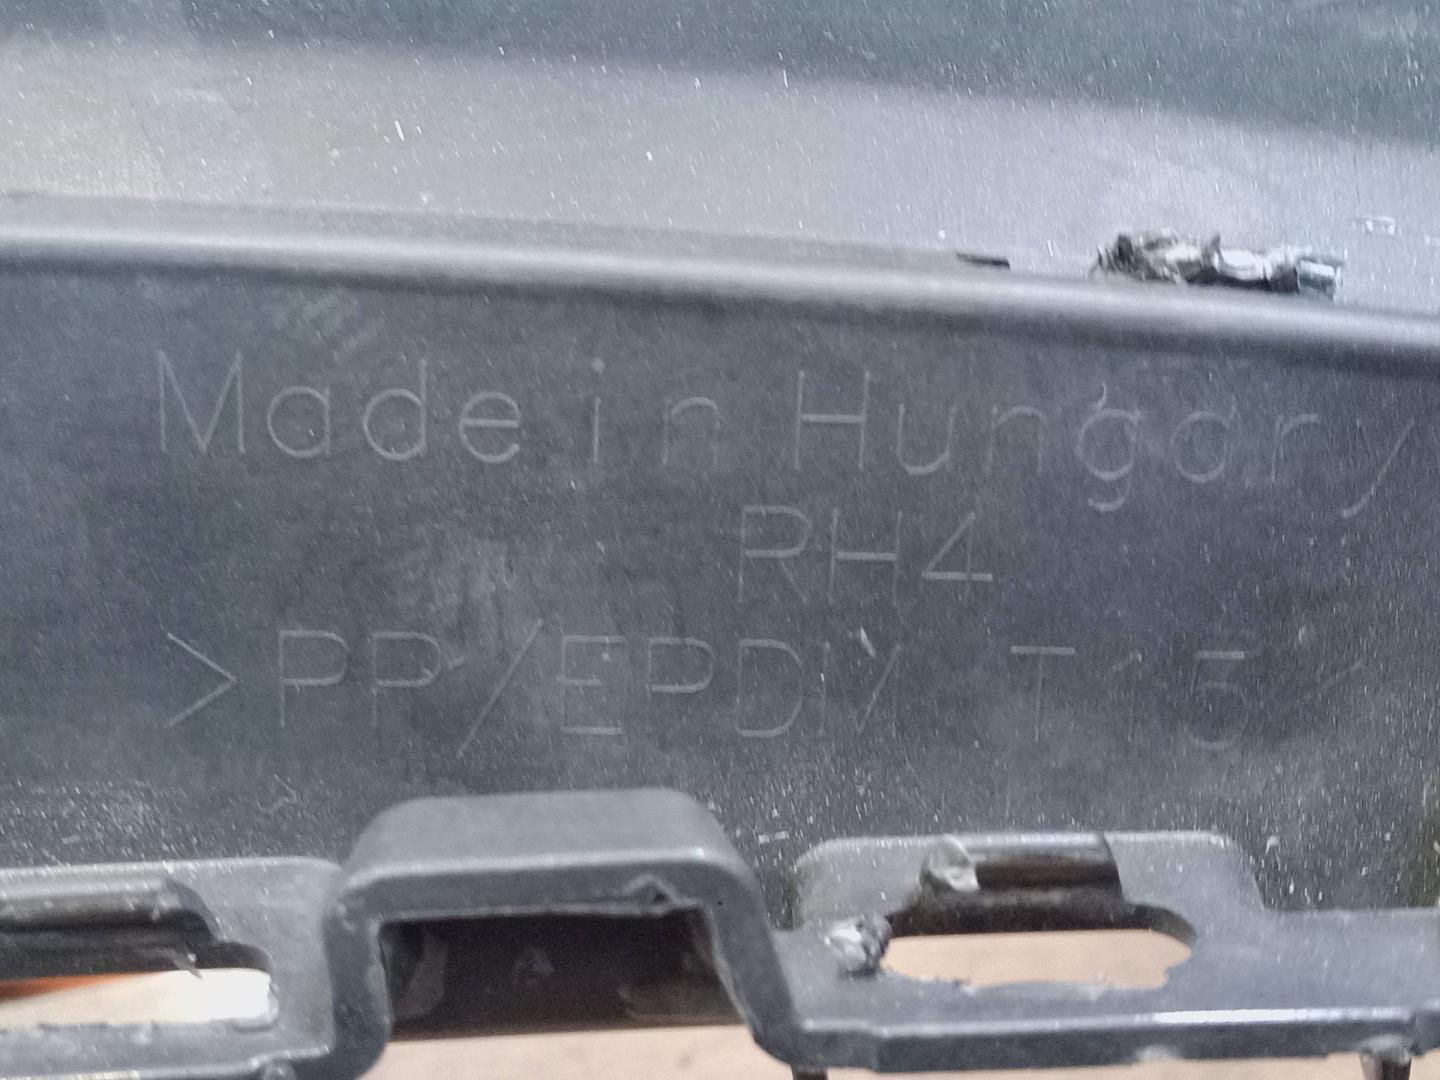 Made in Hungary
RH4
>PP/EPDM T15<